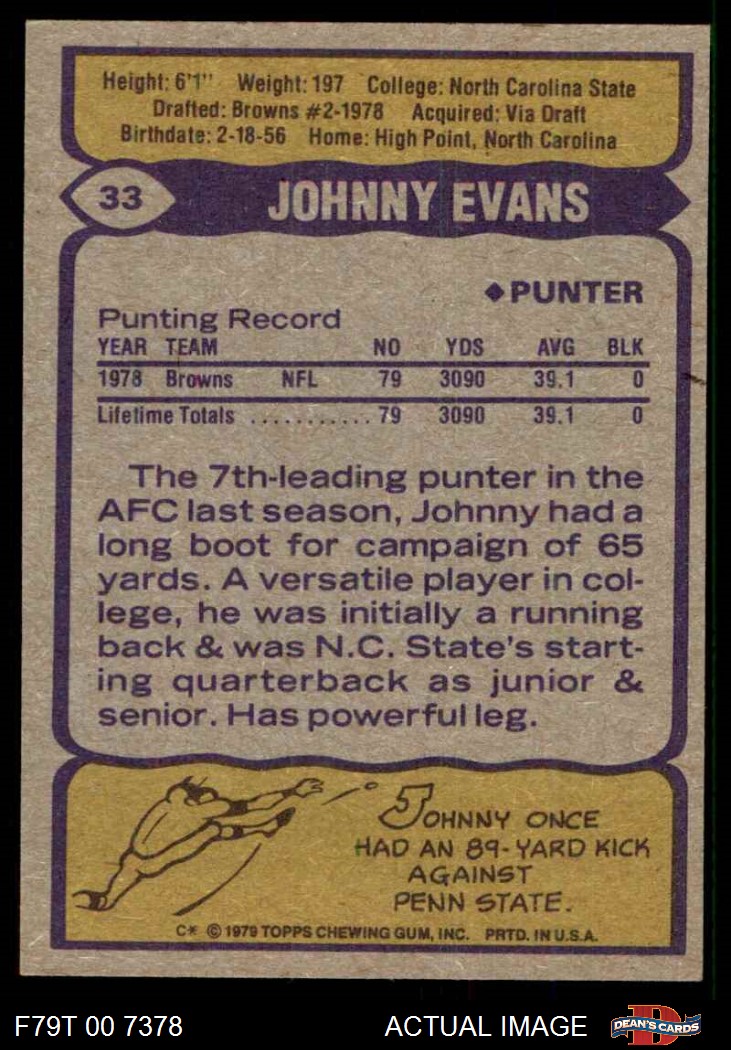 Height: 6'1" Weight: 197 College: North Carolina State
Drafted: Browns #2-1978 Acquired: Via Draft
Birthdate: 2-18-56 Home: High Point, North Carolina
33 JOHNNY EVANS
◆PUNTER
Punting Record
YEAR TEAM NO YDS AVG BLK
1978 Browns NFL 79 3090 39.1 0
Lifetime Totals ........... 79 3090 39.1 0
The 7th-leading punter in the
AFC last season, Johnny had a
long boot for campaign of 65
yards. A versatile player in col-
lege, he was initially a running
back & was N.C. State's start-
ing quarterback as junior &
senior. Has powerful leg.
JOHNNY ONCE
HAD AN 89-YARD KICK
AGAINST
PENN STATE.
C* © 1979 TOPPS CHEWING GUM, INC. PRTD. IN U.S.A.
F79T 00 7378 ACTUAL IMAGE D DEAN'S CARDS